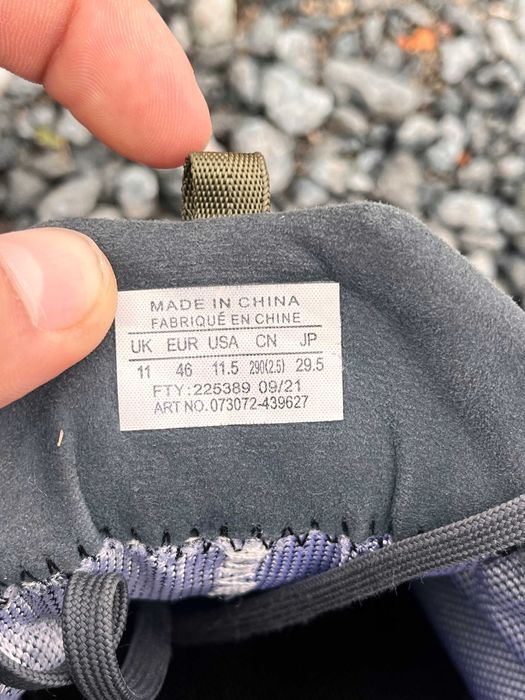 MADE IN CHINA
FABRIQUÉ EN CHINE
UK EUR USA CN JP
11 46 11.5 290(2.5) 29.5
FTY:225389 09/21
ART NO.073072-439627